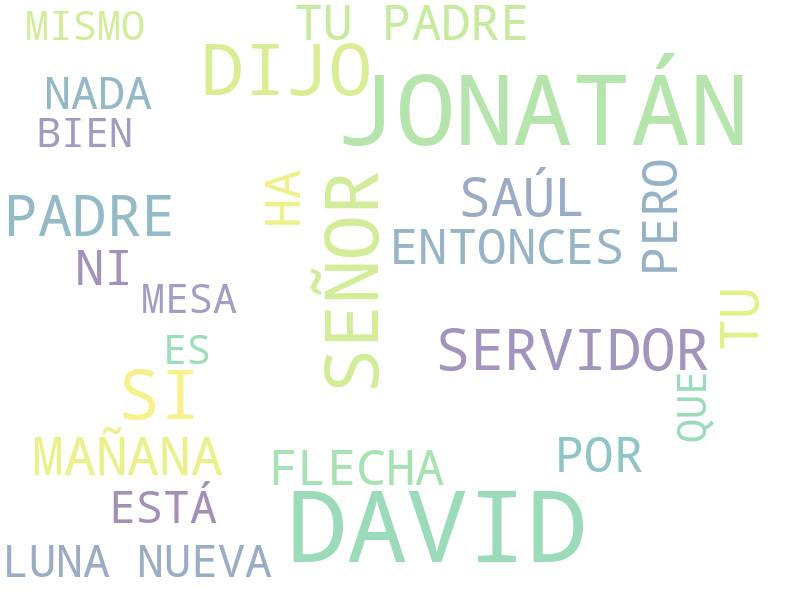 MISMO
TU PADRE
DIJO
JONATÁN
NADA
BIEN
HA
SEÑOR
SAÚL
PERO
PADRE
ENTONCES
NI
MESA
TU
ES
SERVIDOR
SI
QUE
MAÑANA
FLECHA
POR
ESTÁ
DAVID
LUNA NUEVA